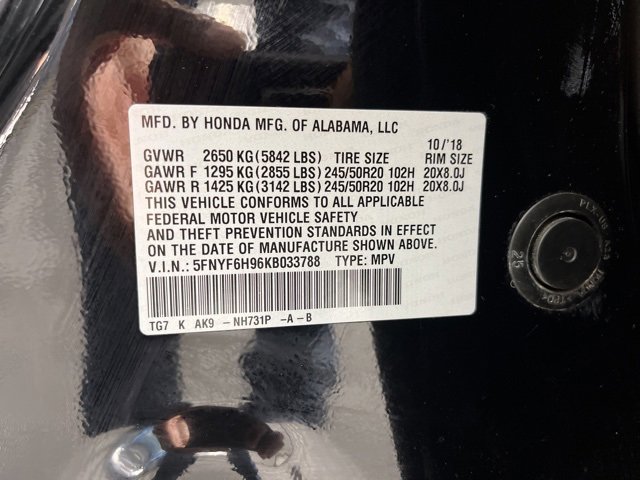 MFD. BY HONDA MFG. OF ALABAMA, LLC
10/'18
GVWR 2650 KG(5842 LBS) TIRE SIZE RIM SIZE
GAWR F 1295 KG(2855 LBS) 245/50R20 102H 20X8.0J
GAWR R 1425 KG(3142 LBS) 245/50R20 102H 20X8.0J
THIS VEHICLE CONFORMS TO ALL APPLICABLE
FEDERAL MOTOR VEHICLE SAFETY
AND THEFT PREVENTION STANDARDS IN EFFECT
ON THE DATE OF MANUFACTURE SHOWN ABOVE.
V.I.N.: 5FNYF6H96KB033788 TYPE: MPV
TG7 K AK9 -NH731P -A-B
25